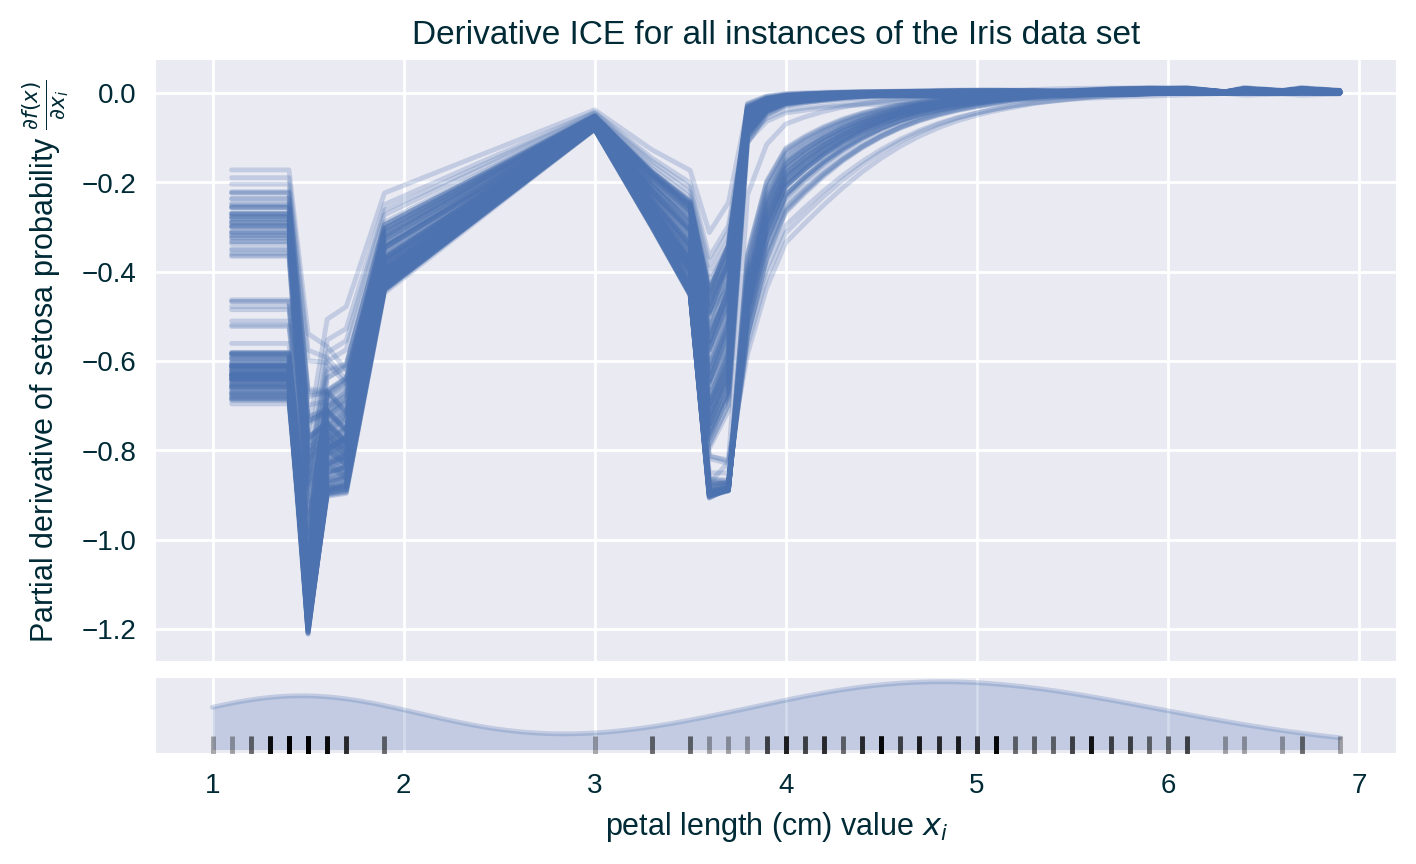 Derivative ICE for all instances of the Iris data set
Partial derivative of setosa probability ∂f(x)/∂xᵢ
0.0
−0.2
−0.4
−0.6
−0.8
−1.0
−1.2
1 2 3 4 5 6 7
petal length (cm) value xᵢ